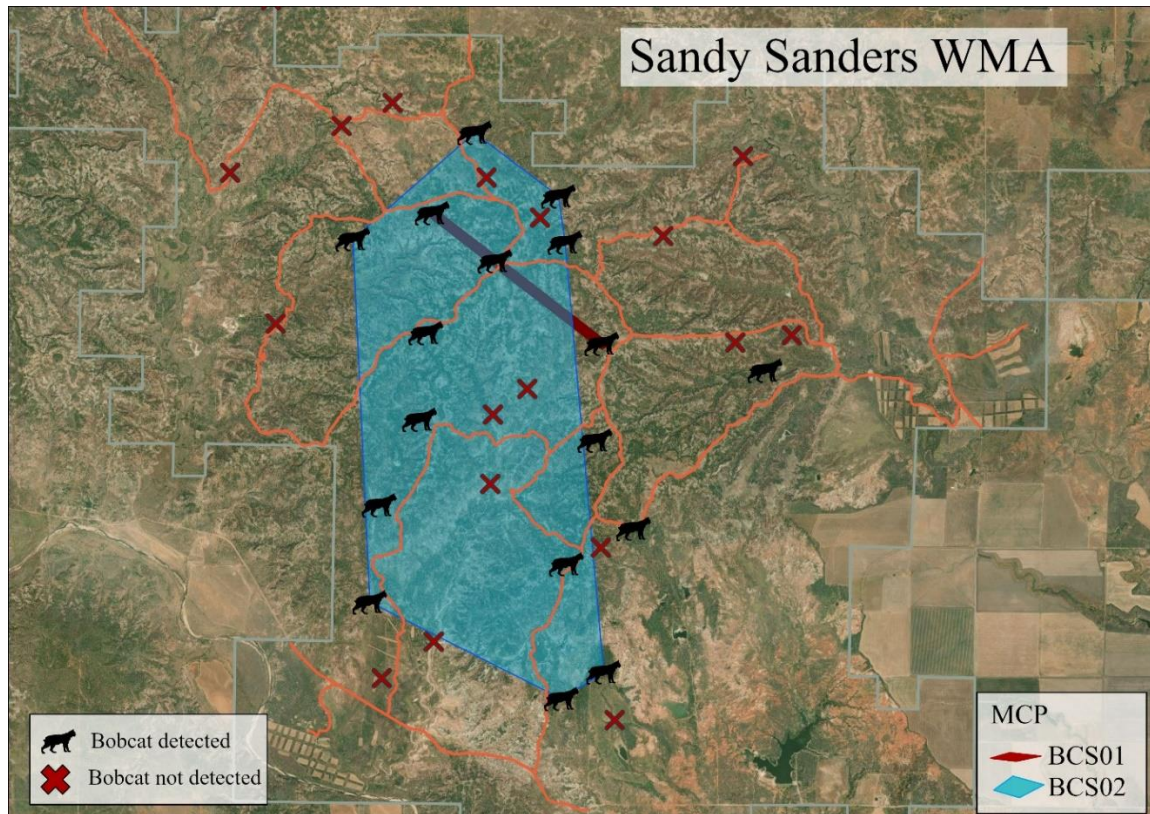 Sandy Sanders WMA
Bobcat detected
Bobcat not detected
MCP
BCS01
BCS02